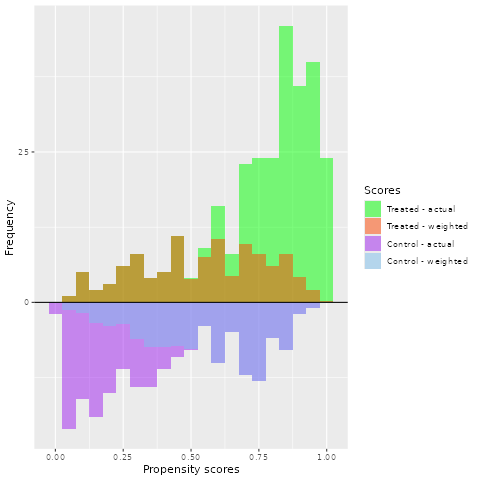 25
0
0.00 0.25 0.50 0.75 1.00
Propensity scores
Frequency
Scores
Treated - actual
Treated - weighted
Control - actual
Control - weighted